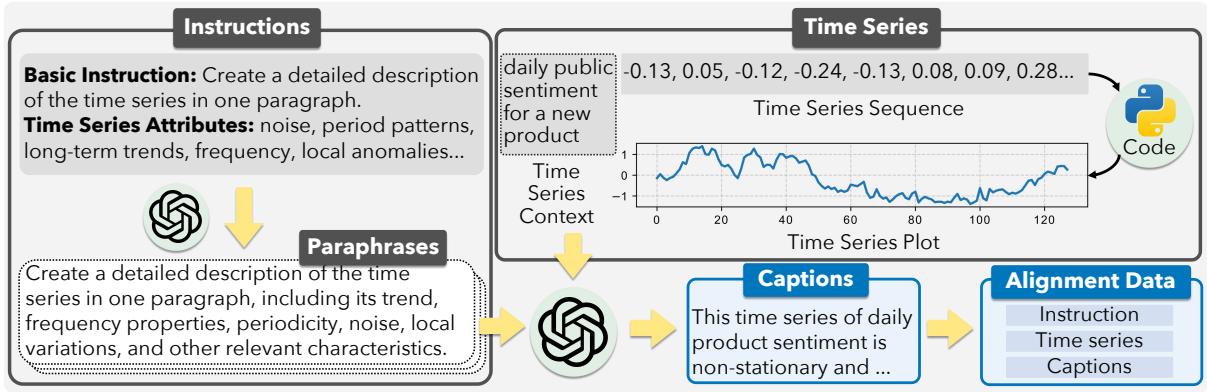 Instructions
Basic Instruction: Create a detailed description
of the time series in one paragraph.
Time Series Attributes: noise, period patterns,
long-term trends, frequency, local anomalies...
Paraphrases
Create a detailed description of the time
series in one paragraph, including its trend,
frequency properties, periodicity, noise, local
variations, and other relevant characteristics.
Time Series
daily public
sentiment
for a new
product
Time
Series
Context
-0.13, 0.05, -0.12, -0.24, -0.13, 0.08, 0.09, 0.28...
Time Series Sequence
Code
1
0
−1
0 20 40 60 80 100 120
Time Series Plot
Captions
This time series of daily
product sentiment is
non-stationary and ...
Alignment Data
Instruction
Time series
Captions